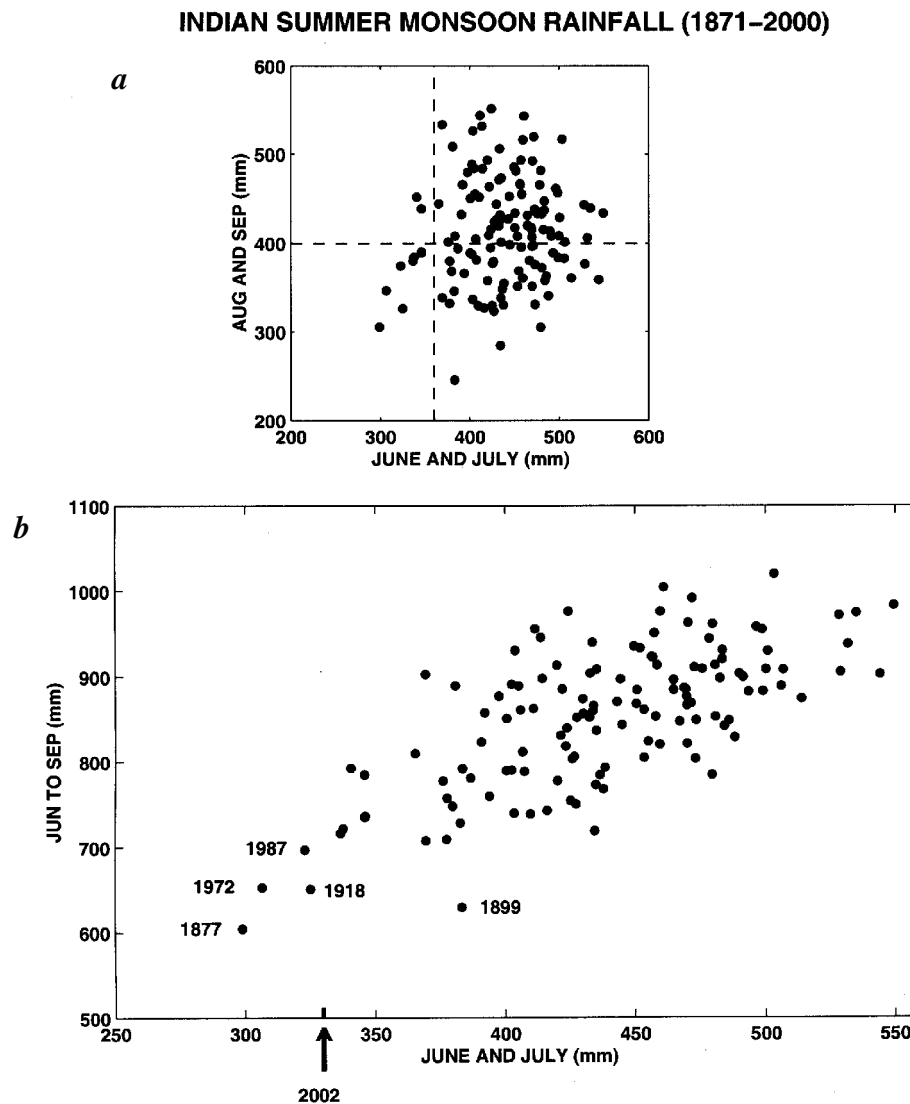 INDIAN SUMMER MONSOON RAINFALL (1871–2000)
a
600
500
400
300
200
AUG AND SEP (mm)
200 300 400 500 600
JUNE AND JULY (mm)
b
1100
1000
900
800
700
600
500
JUN TO SEP (mm)
1987
1972
1918
1877
1899
250 300 350 400 450 500 550
JUNE AND JULY (mm)
2002